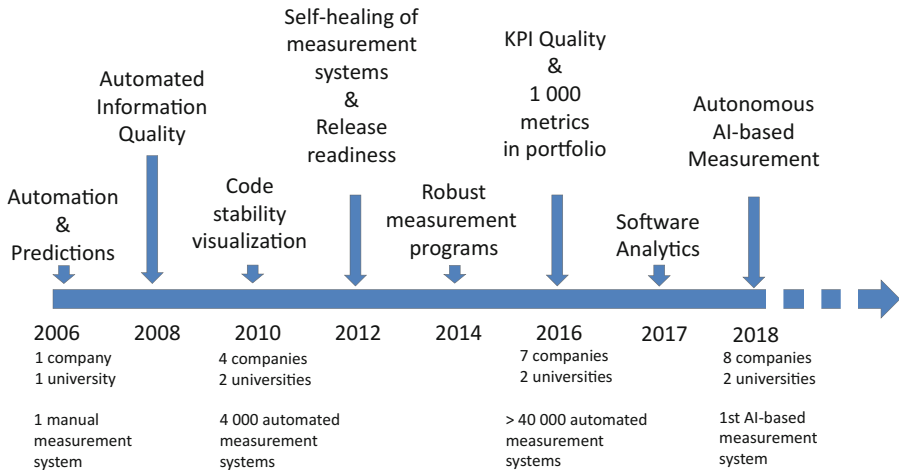 Automation
&
Predictions
Automated
Information
Quality
Code
stability
visualization
Self-healing of
measurement
systems
&
Release
readiness
Robust
measurement
programs
KPI Quality
&
1 000
metrics
in portfolio
Software
Analytics
Autonomous
AI-based
Measurement
2006
2008
2010
2012
2014
2016
2017
2018
1 company
1 university
1 manual
measurement
system
4 companies
2 universities
4 000 automated
measurement
systems
7 companies
2 universities
> 40 000 automated
measurement
systems
8 companies
2 universities
1st AI-based
measurement
system